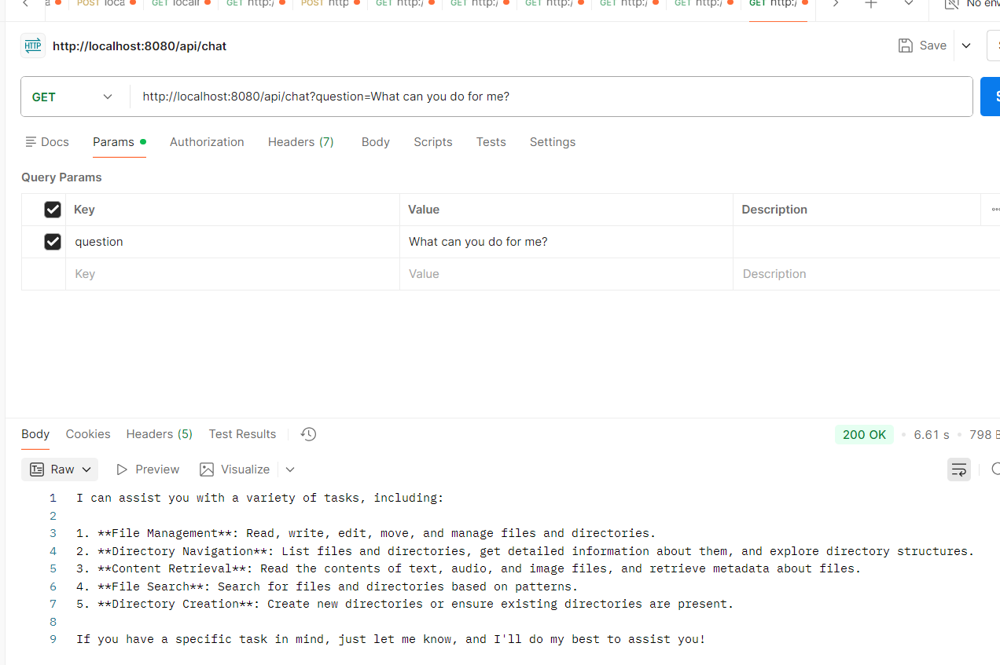 POST loca GET localh GET http:/ POST http GET http:/ GET http:/ GET http:/ GET http:/ GET http:/ GET http:/ No env
HTTP http://localhost:8080/api/chat Save
GET http://localhost:8080/api/chat?question=What can you do for me?
Docs Params Authorization Headers (7) Body Scripts Tests Settings
Query Params
Key Value Description
question What can you do for me?
Key Value Description
Body Cookies Headers (5) Test Results 200 OK 6.61 s 798 B
Raw Preview Visualize
1 I can assist you with a variety of tasks, including:
2
3 1. **File Management**: Read, write, edit, move, and manage files and directories.
4 2. **Directory Navigation**: List files and directories, get detailed information about them, and explore directory structures.
5 3. **Content Retrieval**: Read the contents of text, audio, and image files, and retrieve metadata about files.
6 4. **File Search**: Search for files and directories based on patterns.
7 5. **Directory Creation**: Create new directories or ensure existing directories are present.
8
9 If you have a specific task in mind, just let me know, and I'll do my best to assist you!